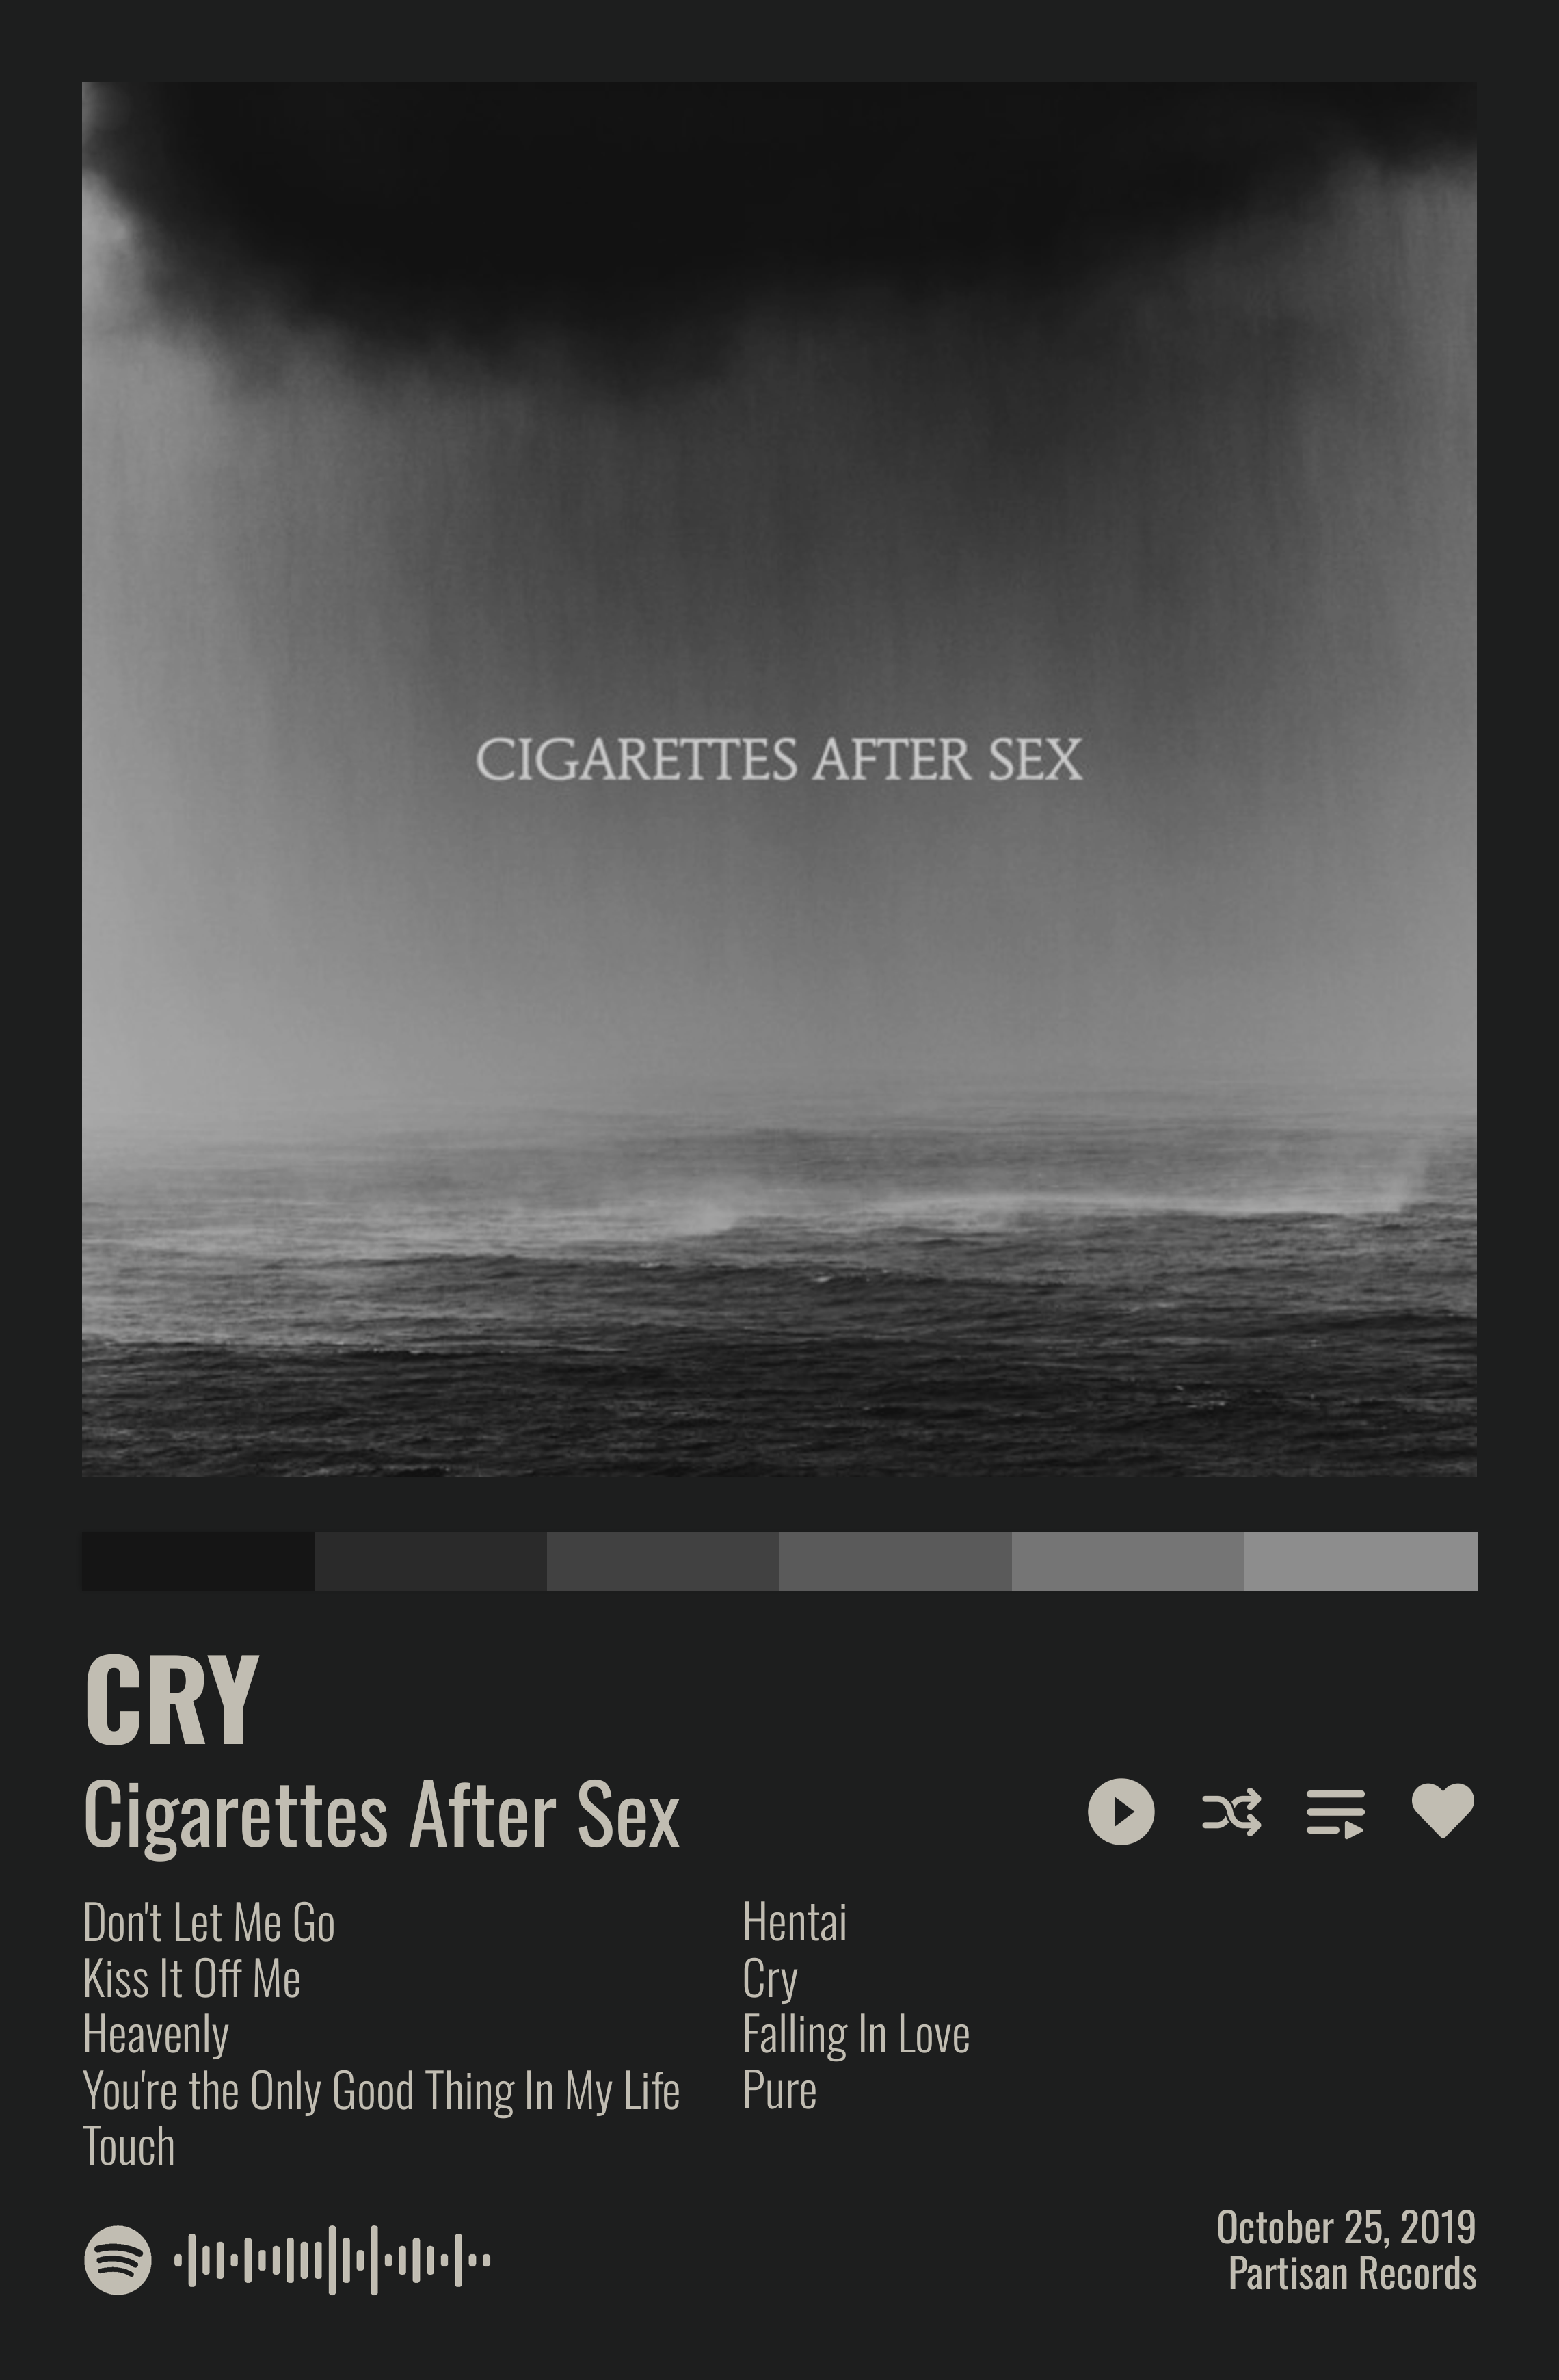 CIGARETTES AFTER SEX
CRY
Cigarettes After Sex
Don't Let Me Go
Kiss It Off Me
Heavenly
You're the Only Good Thing In My Life
Touch
Hentai
Cry
Falling In Love
Pure
October 25, 2019
Partisan Records